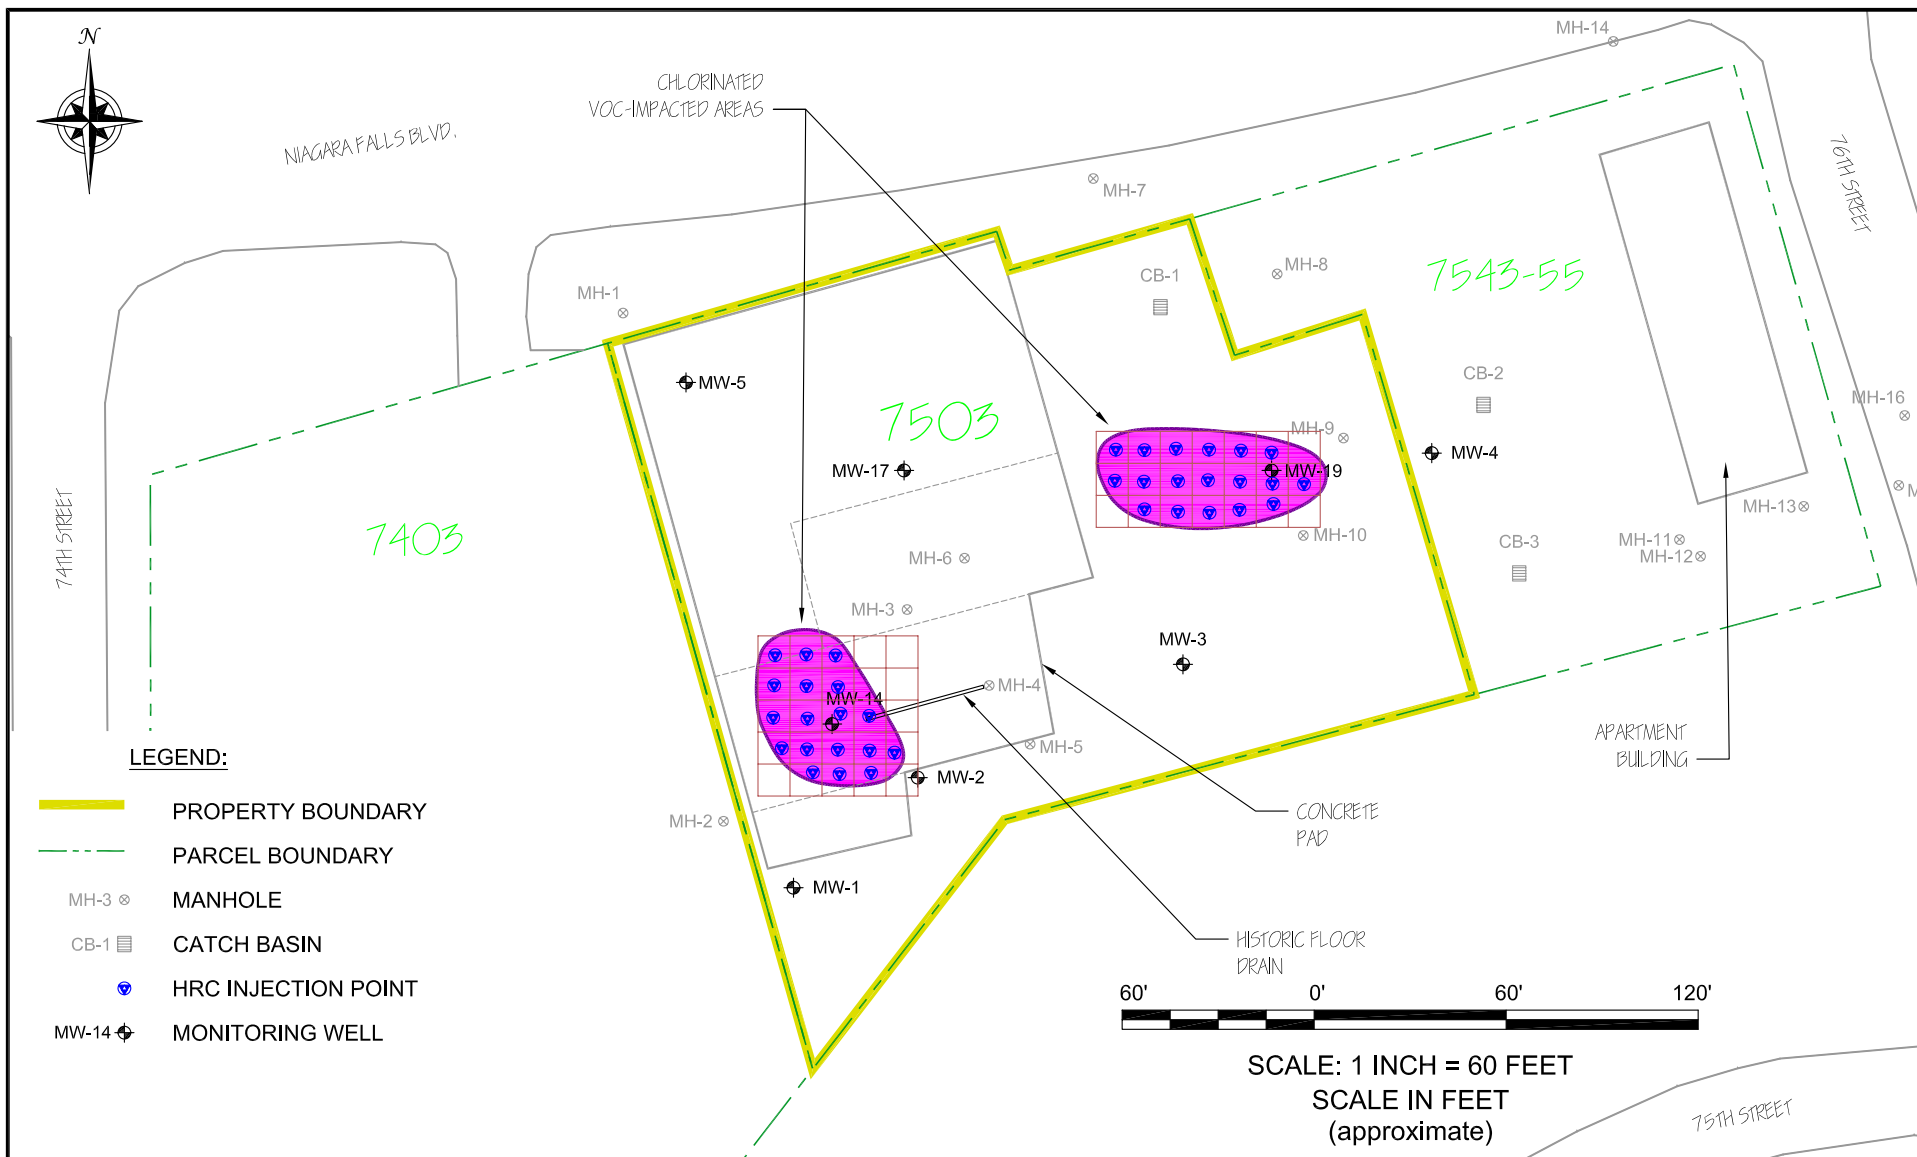 N
MH-14
CHLORINATED
VOC-IMPACTED AREAS
NIAGARA FALLS BLVD.
76TH STREET
MH-7
MH-8
7543-55
CB-1
MH-1
MW-5
CB-2
7503
MH-16
MH-9
MW-4
MW-17
MW-19
M
MH-13
7403
74TH STREET
MH-10
CB-3
MH-11
MH-12
MH-6
MH-3
MW-3
MH-4
MW-14
APARTMENT
BUILDING
MH-5
MW-2
MH-2
CONCRETE
PAD
MW-1
HISTORIC FLOOR
DRAIN
LEGEND:
PROPERTY BOUNDARY
PARCEL BOUNDARY
MH-3 MANHOLE
CB-1 CATCH BASIN
HRC INJECTION POINT
MW-14 MONITORING WELL
60' 0' 60' 120'
SCALE: 1 INCH = 60 FEET
SCALE IN FEET
(approximate)
75TH STREET